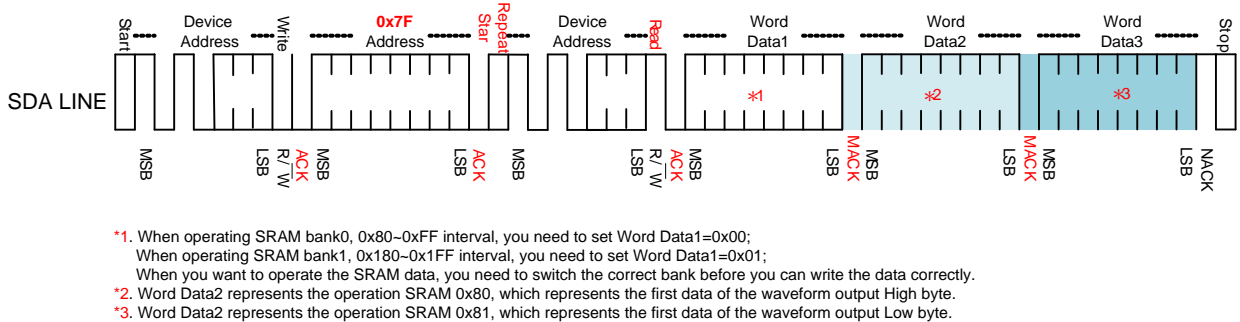 Start
Device
Address
Write
0x7F
Address
Repeat
Star
Device
Address
Read
Word
Data1
Word
Data2
Word
Data3
Stop
SDA LINE
*1
*2
*3
MSB
LSB
R/W
ACK
MSB
LSB
ACK
MSB
LSB
R/W
ACK
MSB
LSB
MACK
MSB
LSB
MACK
MSB
LSB
NACK
*1. When operating SRAM bank0, 0x80~0xFF interval, you need to set Word Data1=0x00;
When operating SRAM bank1, 0x180~0x1FF interval, you need to set Word Data1=0x01;
When you want to operate the SRAM data, you need to switch the correct bank before you can write the data correctly.
*2. Word Data2 represents the operation SRAM 0x80, which represents the first data of the waveform output High byte.
*3. Word Data2 represents the operation SRAM 0x81, which represents the first data of the waveform output Low byte.